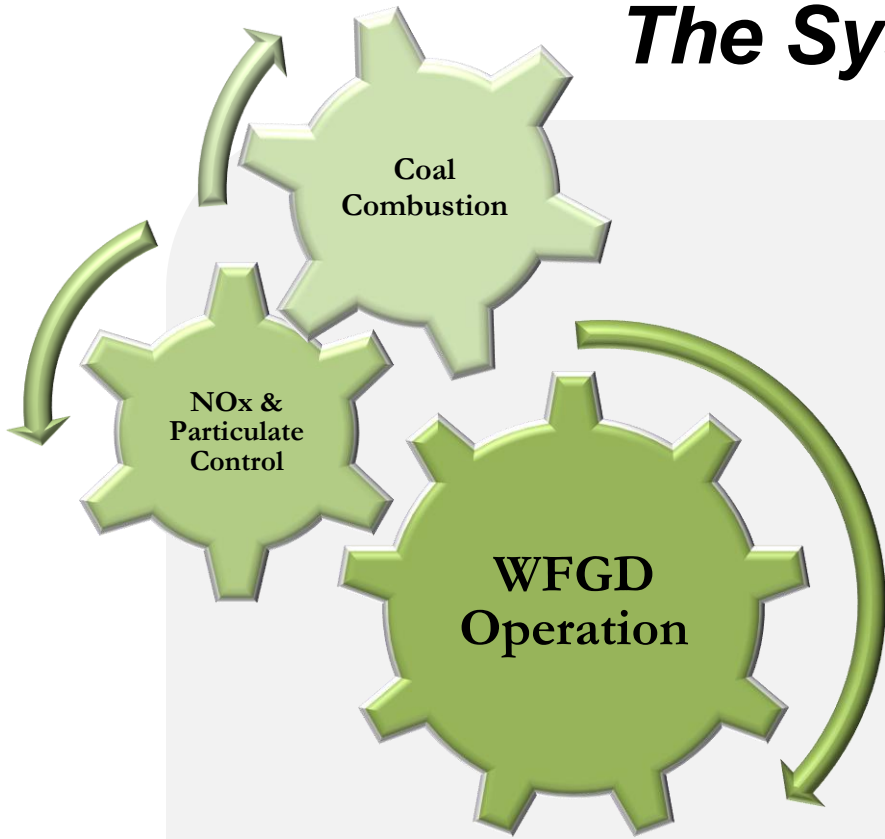 The Sy
Coal
Combustion
NOx &
Particulate
Control
WFGD
Operation